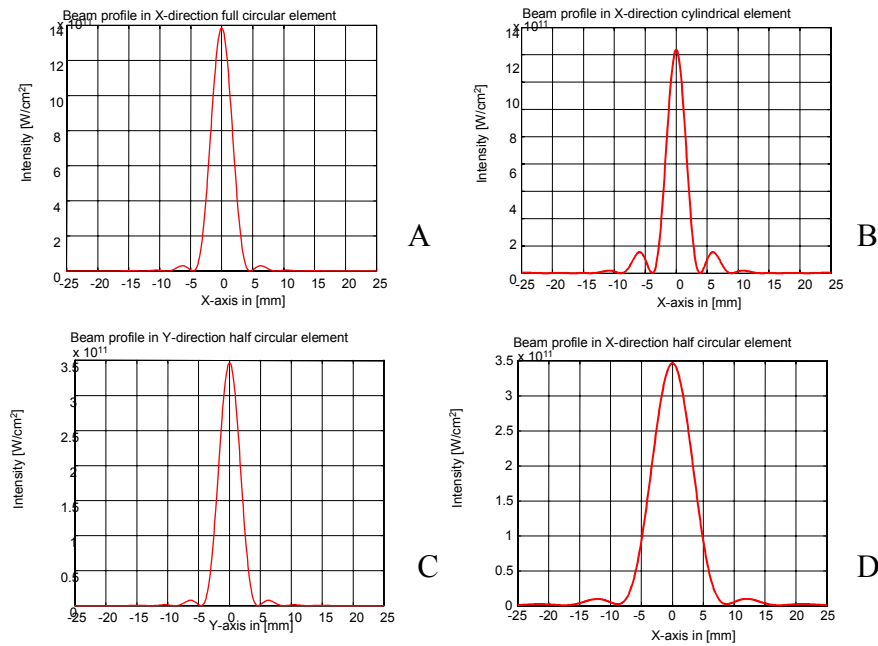 Beam profile in X-direction full circular element
x 10¹¹
14
12
10
8
6
4
2
0
Intensity [W/cm²]
-25 -20 -15 -10 -5 0 5 10 15 20 25
X-axis in [mm]
A
Beam profile in X-direction cylindrical element
x 10¹¹
14
12
10
8
6
4
2
0
Intensity [W/cm²]
-25 -20 -15 -10 -5 0 5 10 15 20 25
X-axis in [mm]
B
Beam profile in Y-direction half circular element
x 10¹¹
3.5
3
2.5
2
1.5
1
0.5
0
Intensity [W/cm²]
-25 -20 -15 -10 -5 0 5 10 15 20 25
Y-axis in [mm]
C
Beam profile in X-direction half circular element
x 10¹¹
3.5
3
2.5
2
1.5
1
0.5
0
Intensity [W/cm²]
-25 -20 -15 -10 -5 0 5 10 15 20 25
X-axis in [mm]
D